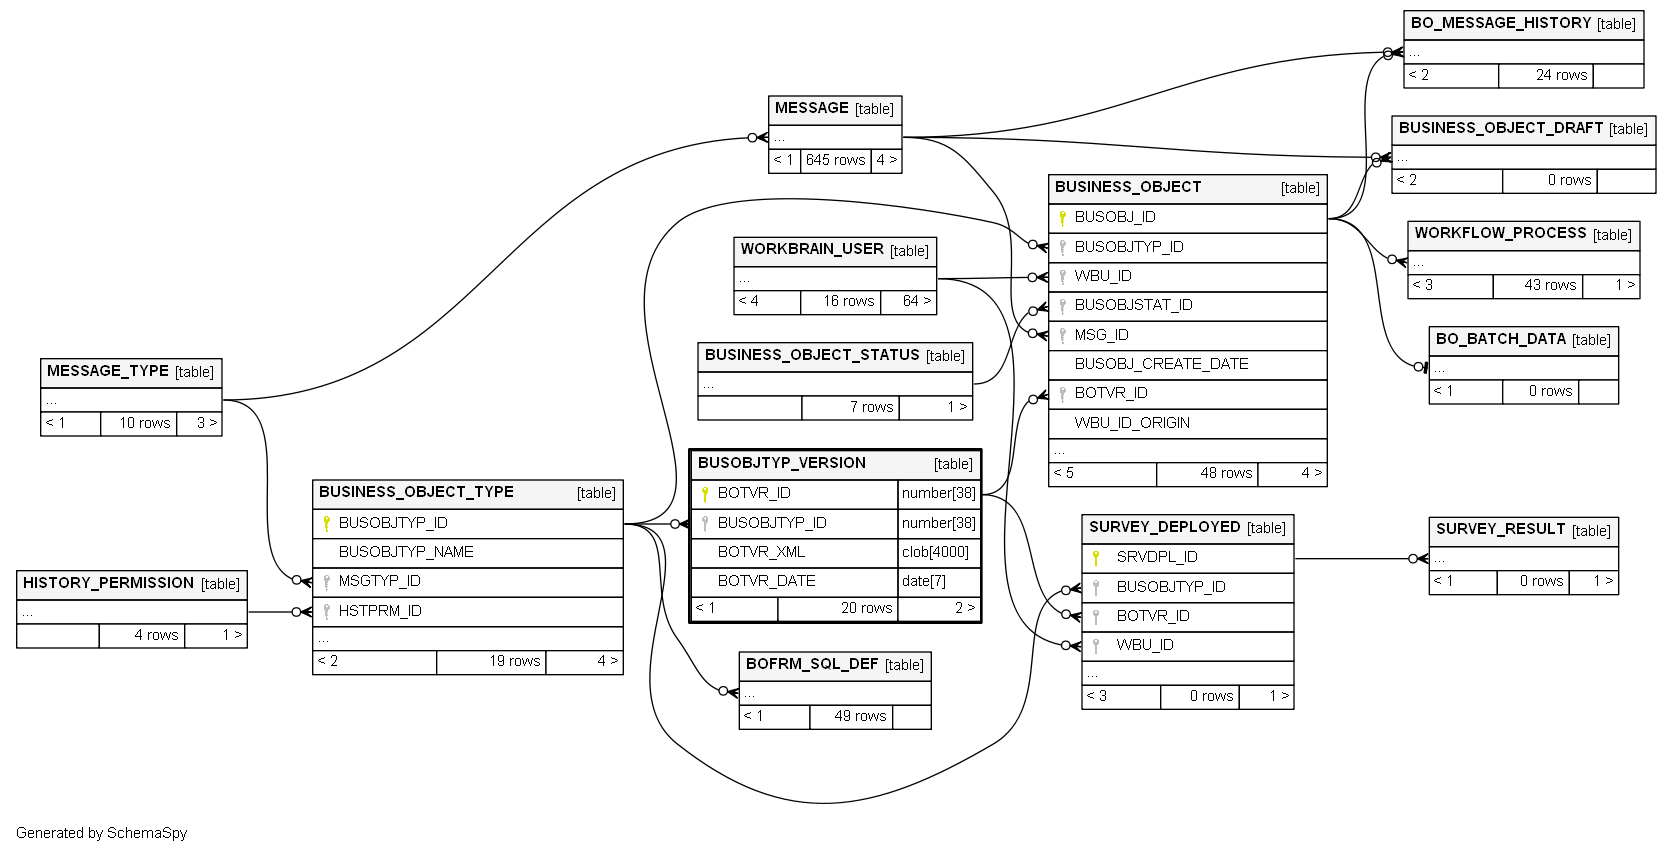 BO_MESSAGE_HISTORY [table]
...
< 2 24 rows
MESSAGE [table]
...
< 1 645 rows 4 >
BUSINESS_OBJECT_DRAFT [table]
...
< 2 0 rows
BUSINESS_OBJECT [table]
BUSOBJ_ID
BUSOBJTYP_ID
WBU_ID
BUSOBJSTAT_ID
MSG_ID
BUSOBJ_CREATE_DATE
BOTVR_ID
WBU_ID_ORIGIN
...
< 5 48 rows 4 >
WORKFLOW_PROCESS [table]
...
< 3 43 rows 1 >
WORKBRAIN_USER [table]
...
< 4 16 rows 64 >
BO_BATCH_DATA [table]
...
< 1 0 rows
BUSINESS_OBJECT_STATUS [table]
...
7 rows 1 >
MESSAGE_TYPE [table]
...
< 1 10 rows 3 >
BUSOBJTYP_VERSION [table]
BOTVR_ID number[38]
BUSOBJTYP_ID number[38]
BOTVR_XML clob[4000]
BOTVR_DATE date[7]
< 1 20 rows 2 >
BUSINESS_OBJECT_TYPE [table]
BUSOBJTYP_ID
BUSOBJTYP_NAME
MSGTYP_ID
HSTPRM_ID
...
< 2 19 rows 4 >
SURVEY_DEPLOYED [table]
SRVDPL_ID
BUSOBJTYP_ID
BOTVR_ID
WBU_ID
...
< 3 0 rows 1 >
SURVEY_RESULT [table]
...
< 1 0 rows 1 >
HISTORY_PERMISSION [table]
...
4 rows 1 >
BOFRM_SQL_DEF [table]
...
< 1 49 rows
Generated by SchemaSpy